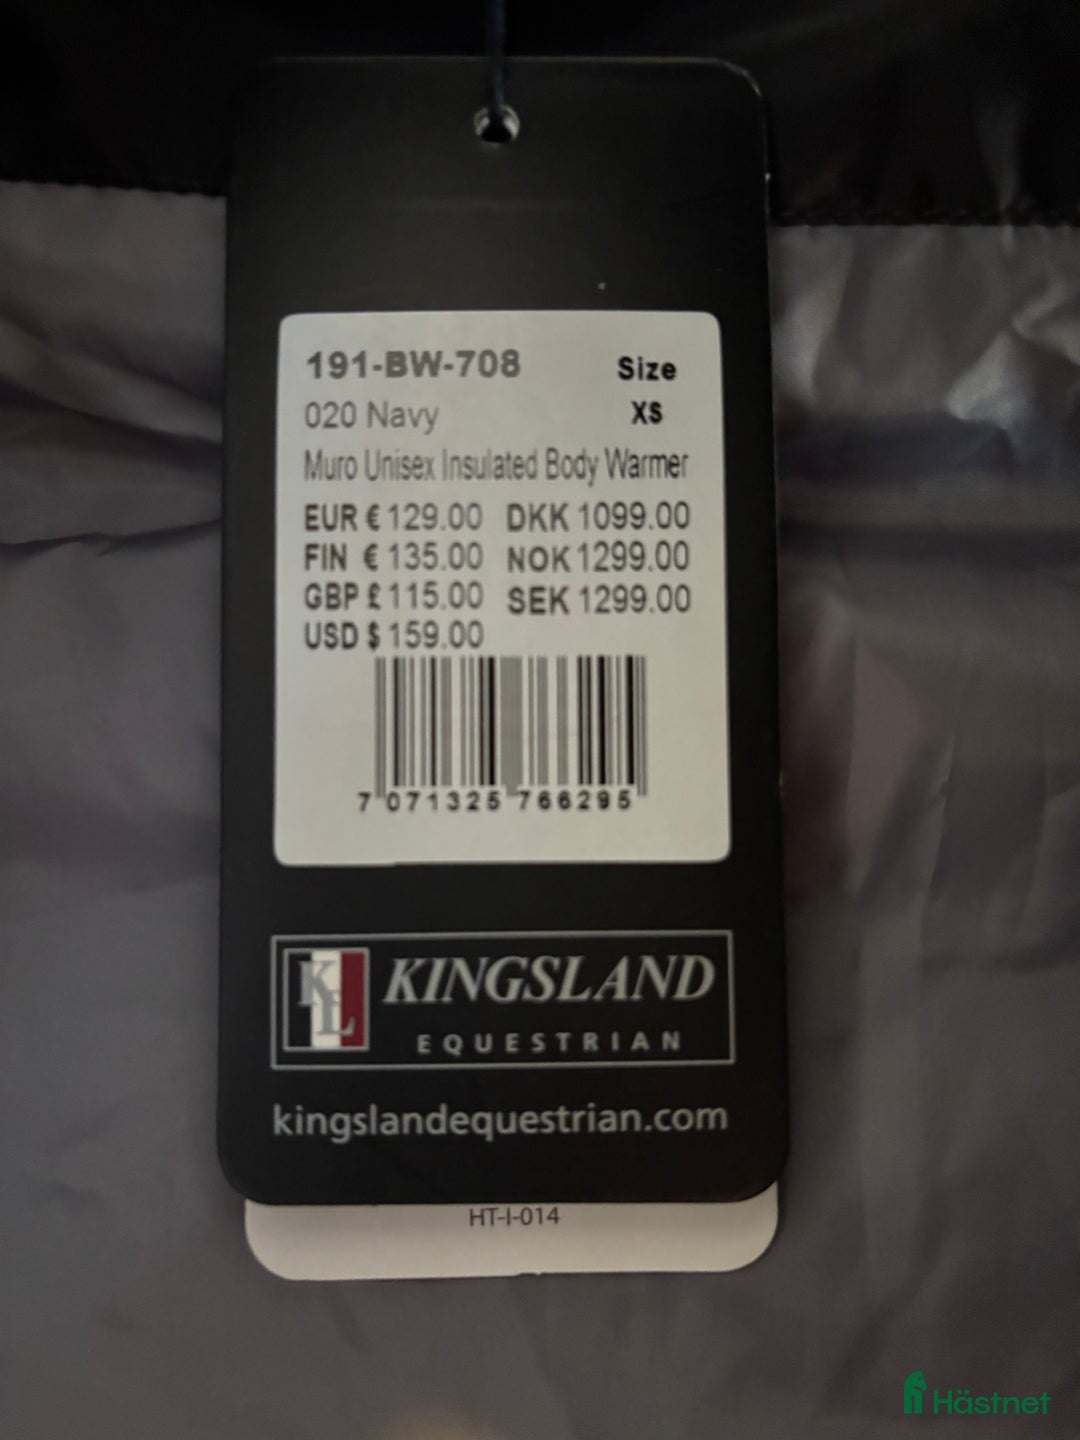 191-BW-708 Size
020 Navy XS
Muro Unisex Insulated Body Warmer
EUR € 129.00 DKK 1099.00
FIN € 135.00 NOK 1299.00
GBP £ 115.00 SEK 1299.00
USD $ 159.00
7 071325 766295
KL KINGSLAND
EQUESTRIAN
kingslandequestrian.com
HT-I-014
Hästnet